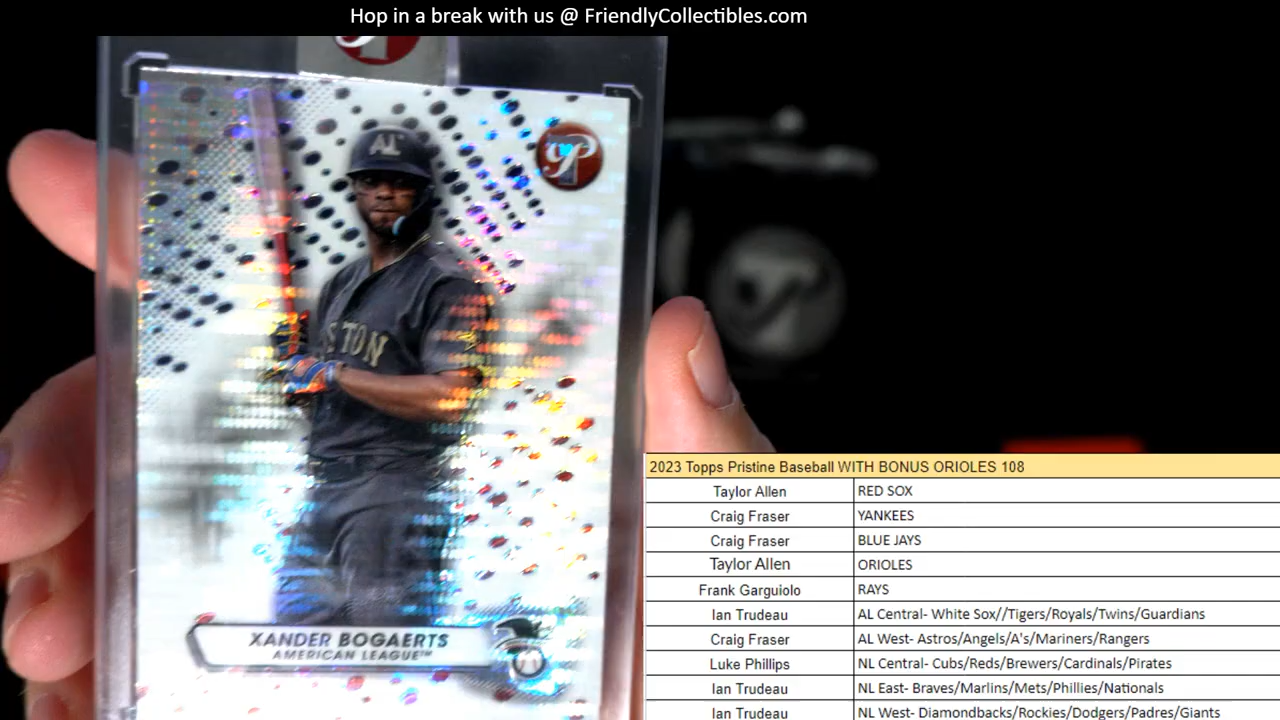 Hop in a break with us @ FriendlyCollectibles.com
AL
STON
XANDER BOGAERTS
AMERICAN LEAGUE™
2023 Topps Pristine Baseball WITH BONUS ORIOLES 108
Taylor Allen RED SOX
Craig Fraser YANKEES
Craig Fraser BLUE JAYS
Taylor Allen ORIOLES
Frank Garguiolo RAYS
Ian Trudeau AL Central- White Sox//Tigers/Royals/Twins/Guardians
Craig Fraser AL West- Astros/Angels/A's/Mariners/Rangers
Luke Phillips NL Central- Cubs/Reds/Brewers/Cardinals/Pirates
Ian Trudeau NL East- Braves/Marlins/Mets/Phillies/Nationals
Ian Trudeau NL West- Diamondbacks/Rockies/Dodgers/Padres/Giants